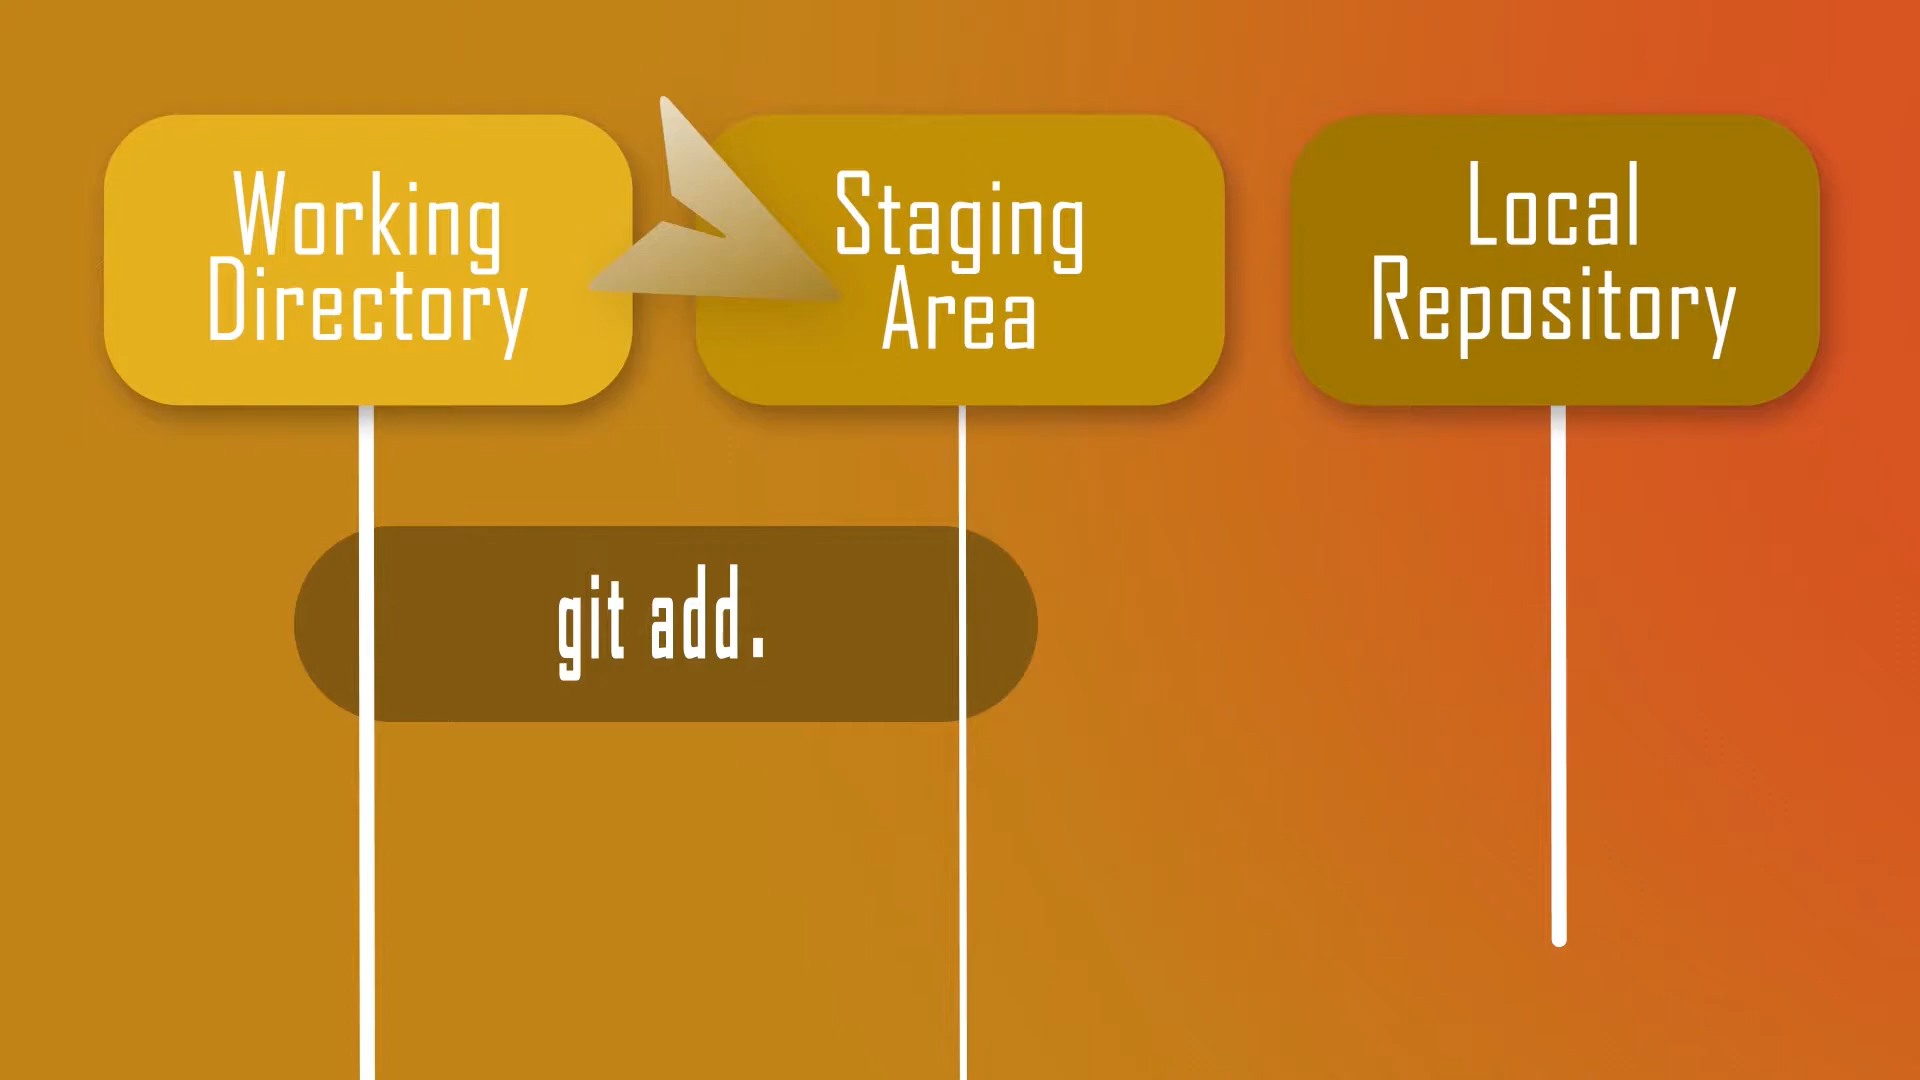 Working
Directory
Staging
Area
Local
Repository
git add.